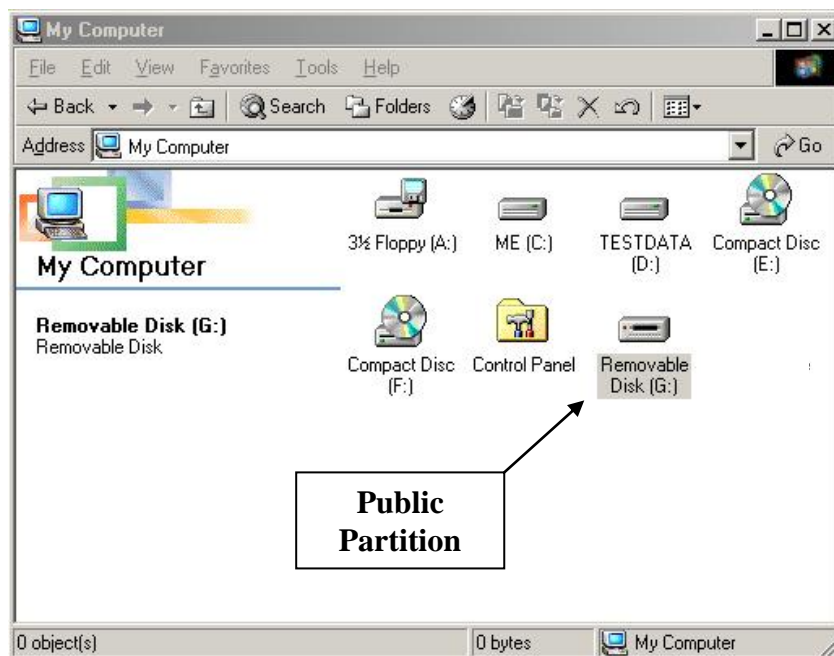 My Computer
File Edit View Favorites Tools Help
Back Search Folders
Address My Computer Go
My Computer
Removable Disk (G:)
Removable Disk
3½ Floppy (A:) ME (C:) TESTDATA (D:) Compact Disc (E:)
Compact Disc (F:) Control Panel Removable Disk (G:)
Public
Partition
0 object(s) 0 bytes My Computer